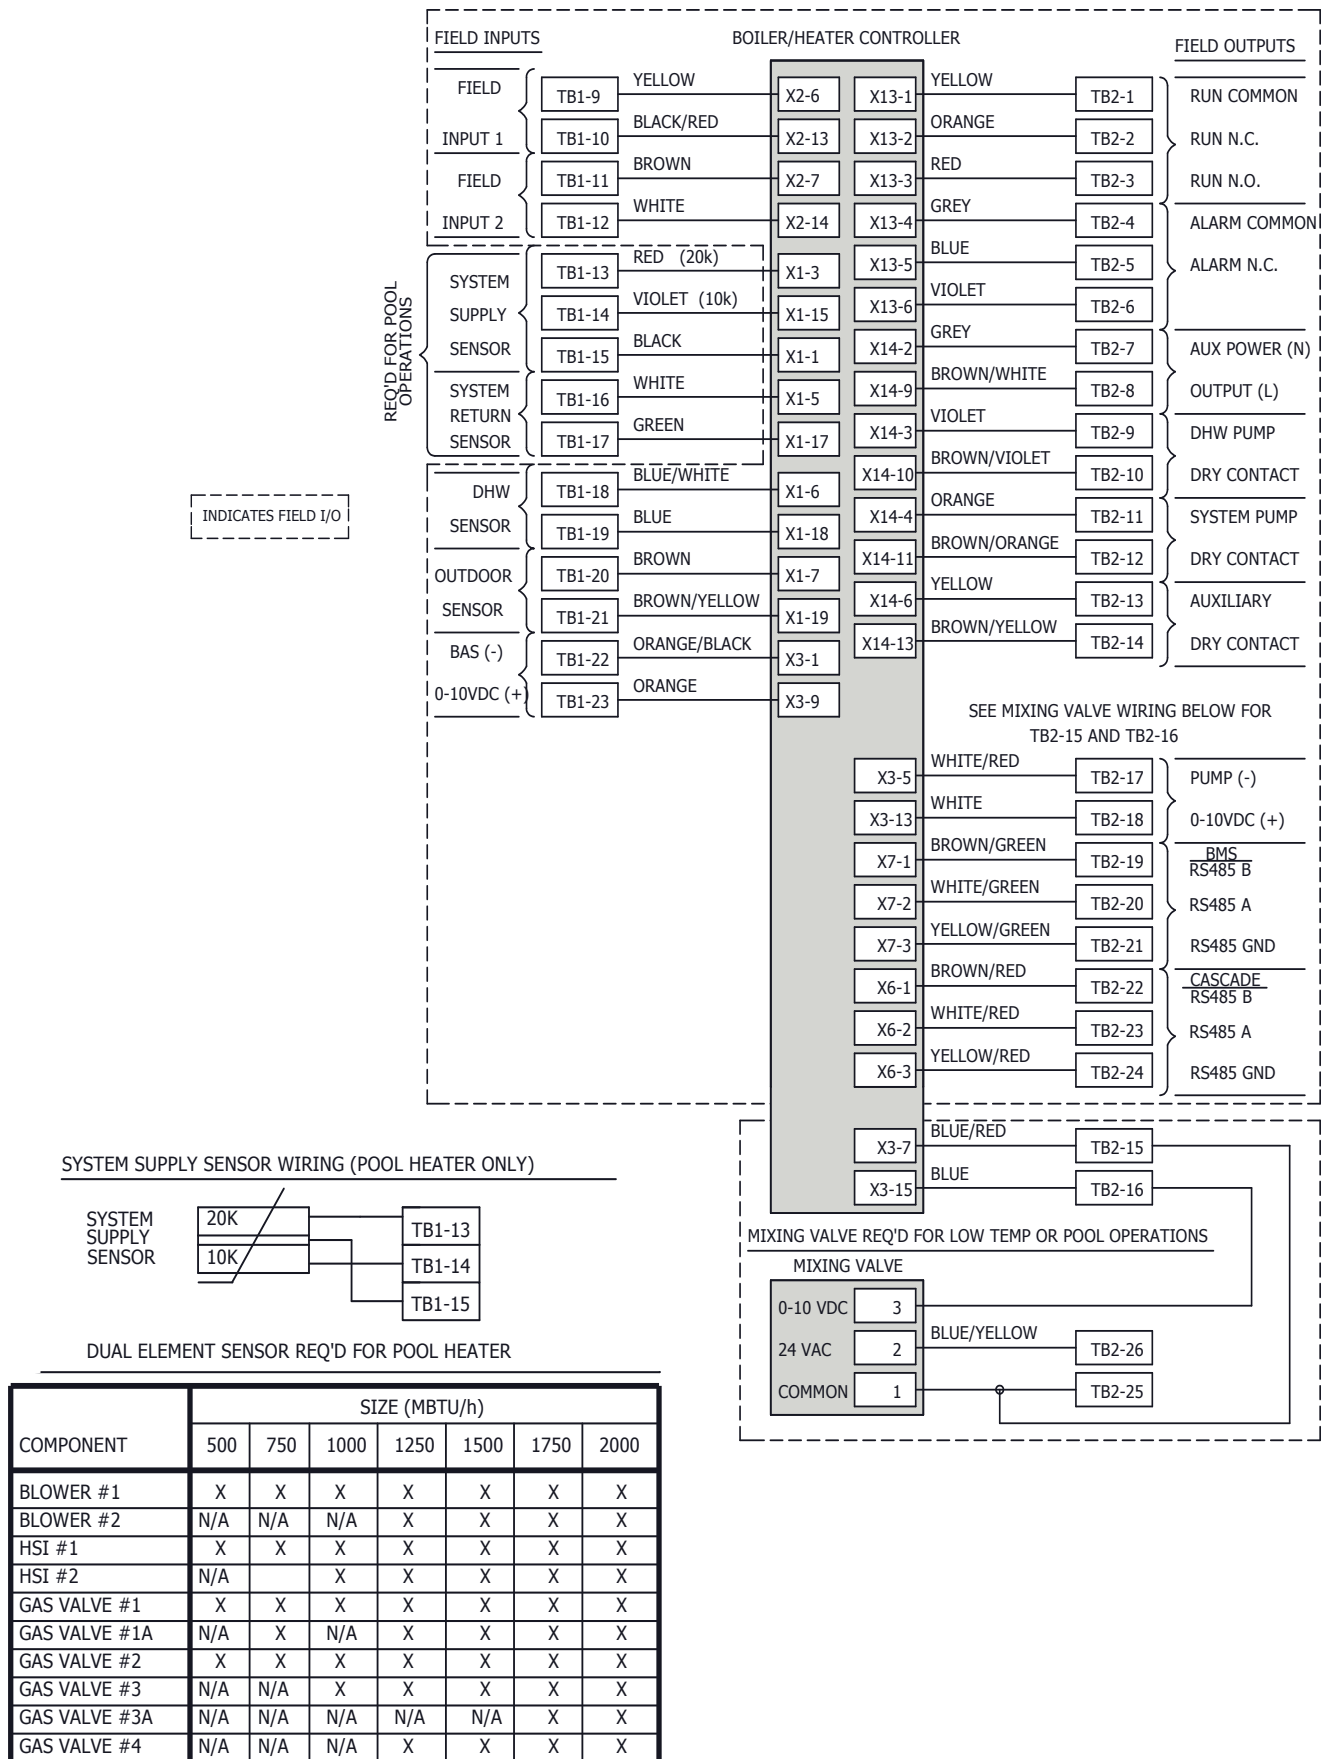 FIELD INPUTS
BOILER/HEATER CONTROLLER
FIELD OUTPUTS
FIELD
INPUT 1
TB1-9 YELLOW X2-6
TB1-10 BLACK/RED X2-13
FIELD
INPUT 2
TB1-11 BROWN X2-7
TB1-12 WHITE X2-14
REQ'D FOR POOL
OPERATIONS
SYSTEM
SUPPLY
SENSOR
TB1-13 RED (20k) X1-3
TB1-14 VIOLET (10k) X1-15
TB1-15 BLACK X1-1
SYSTEM
RETURN
SENSOR
TB1-16 WHITE X1-5
TB1-17 GREEN X1-17
DHW
SENSOR
TB1-18 BLUE/WHITE X1-6
TB1-19 BLUE X1-18
OUTDOOR
SENSOR
TB1-20 BROWN X1-7
TB1-21 BROWN/YELLOW X1-19
BAS (-)
0-10VDC (+)
TB1-22 ORANGE/BLACK X3-1
TB1-23 ORANGE X3-9
INDICATES FIELD I/O
X13-1 YELLOW TB2-1 RUN COMMON
X13-2 ORANGE TB2-2 RUN N.C.
X13-3 RED TB2-3 RUN N.O.
X13-4 GREY TB2-4 ALARM COMMON
X13-5 BLUE TB2-5 ALARM N.C.
X13-6 VIOLET TB2-6
X14-2 GREY TB2-7 AUX POWER (N)
X14-9 BROWN/WHITE TB2-8 OUTPUT (L)
X14-3 VIOLET TB2-9 DHW PUMP
X14-10 BROWN/VIOLET TB2-10 DRY CONTACT
X14-4 ORANGE TB2-11 SYSTEM PUMP
X14-11 BROWN/ORANGE TB2-12 DRY CONTACT
X14-6 YELLOW TB2-13 AUXILIARY
X14-13 BROWN/YELLOW TB2-14 DRY CONTACT
SEE MIXING VALVE WIRING BELOW FOR
TB2-15 AND TB2-16
X3-5 WHITE/RED TB2-17 PUMP (-)
X3-13 WHITE TB2-18 0-10VDC (+)
BMS
X7-1 BROWN/GREEN TB2-19 RS485 B
X7-2 WHITE/GREEN TB2-20 RS485 A
X7-3 YELLOW/GREEN TB2-21 RS485 GND
CASCADE
X6-1 BROWN/RED TB2-22 RS485 B
X6-2 WHITE/RED TB2-23 RS485 A
X6-3 YELLOW/RED TB2-24 RS485 GND
X3-7 BLUE/RED TB2-15
X3-15 BLUE TB2-16
MIXING VALVE REQ'D FOR LOW TEMP OR POOL OPERATIONS
MIXING VALVE
0-10 VDC 3
24 VAC 2 BLUE/YELLOW TB2-26
COMMON 1 TB2-25
SYSTEM SUPPLY SENSOR WIRING (POOL HEATER ONLY)
SYSTEM
SUPPLY
SENSOR
20K
10K
TB1-13
TB1-14
TB1-15
DUAL ELEMENT SENSOR REQ'D FOR POOL HEATER
SIZE (MBTU/h)
COMPONENT 500 750 1000 1250 1500 1750 2000
BLOWER #1 X X X X X X X
BLOWER #2 N/A N/A N/A X X X X
HSI #1 X X X X X X X
HSI #2 N/A X X X X X
GAS VALVE #1 X X X X X X X
GAS VALVE #1A N/A X N/A X X X X
GAS VALVE #2 X X X X X X X
GAS VALVE #3 N/A N/A X X X X X
GAS VALVE #3A N/A N/A N/A N/A N/A X X
GAS VALVE #4 N/A N/A N/A X X X X